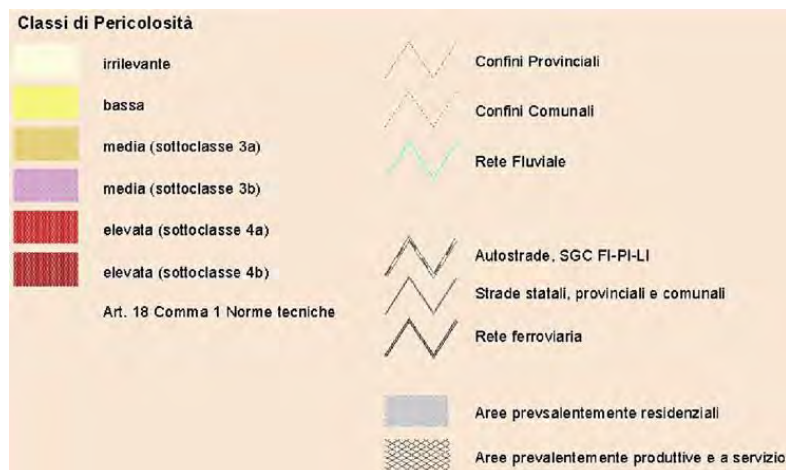 Classi di Pericolosità
irrilevante
bassa
media (sottoclasse 3a)
media (sottoclasse 3b)
elevata (sottoclasse 4a)
elevata (sottoclasse 4b)
Art. 18 Comma 1 Norme tecniche
Confini Provinciali
Confini Comunali
Rete Fluviale
Autostrade, SGC FI-PI-LI
Strade statali, provinciali e comunali
Rete ferroviaria
Aree prevsalentemente residenziali
Aree prevalentemente produttive e a servizio